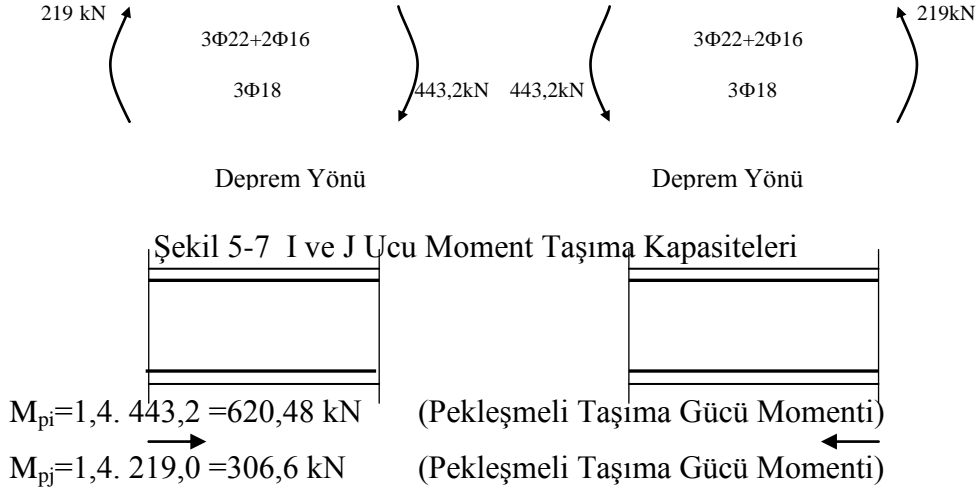 219 kN 3Φ22+2Φ16 3Φ22+2Φ16 219kN
3Φ18 443,2kN 443,2kN 3Φ18
Deprem Yönü Deprem Yönü
Şekil 5-7 I ve J Ucu Moment Taşıma Kapasiteleri
Mpi=1,4. 443,2 =620,48 kN (Pekleşmeli Taşıma Gücü Momenti)
Mpj=1,4. 219,0 =306,6 kN (Pekleşmeli Taşıma Gücü Momenti)